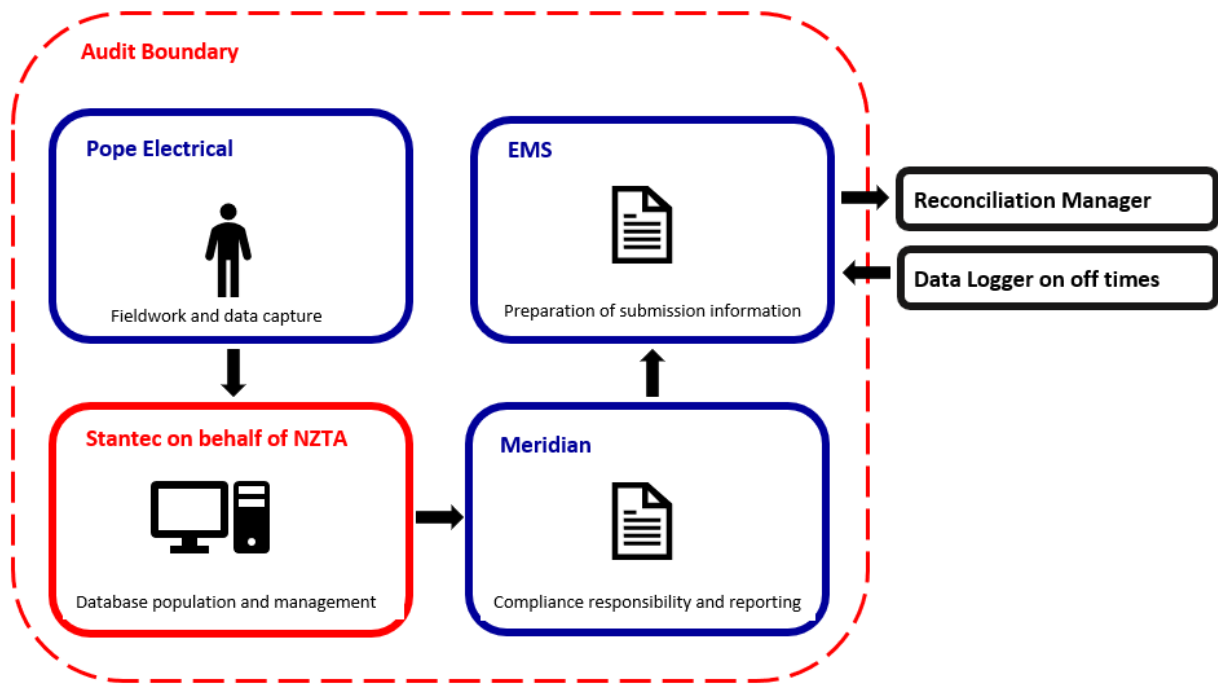 Audit Boundary
Pope Electrical
Fieldwork and data capture
EMS
Preparation of submission information
Reconciliation Manager
Data Logger on off times
Stantec on behalf of NZTA
Database population and management
Meridian
Compliance responsibility and reporting